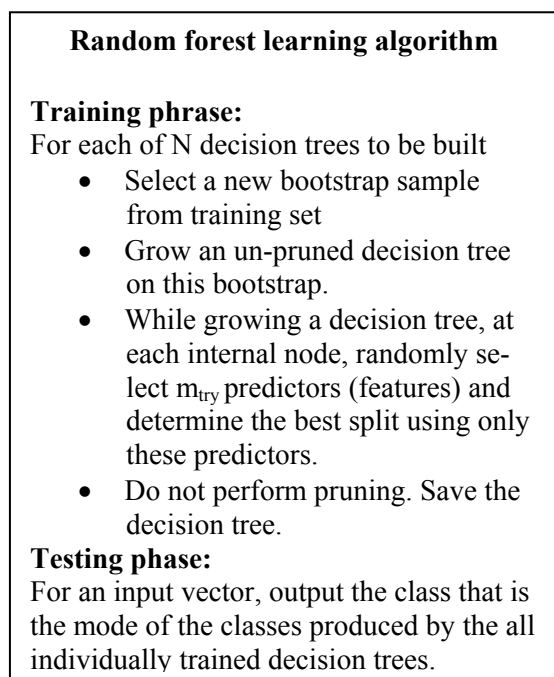 Random forest learning algorithm
Training phrase:
For each of N decision trees to be built
• Select a new bootstrap sample
from training set
• Grow an un-pruned decision tree
on this bootstrap.
• While growing a decision tree, at
each internal node, randomly se-
lect mtry predictors (features) and
determine the best split using only
these predictors.
• Do not perform pruning. Save the
decision tree.
Testing phase:
For an input vector, output the class that is
the mode of the classes produced by the all
individually trained decision trees.